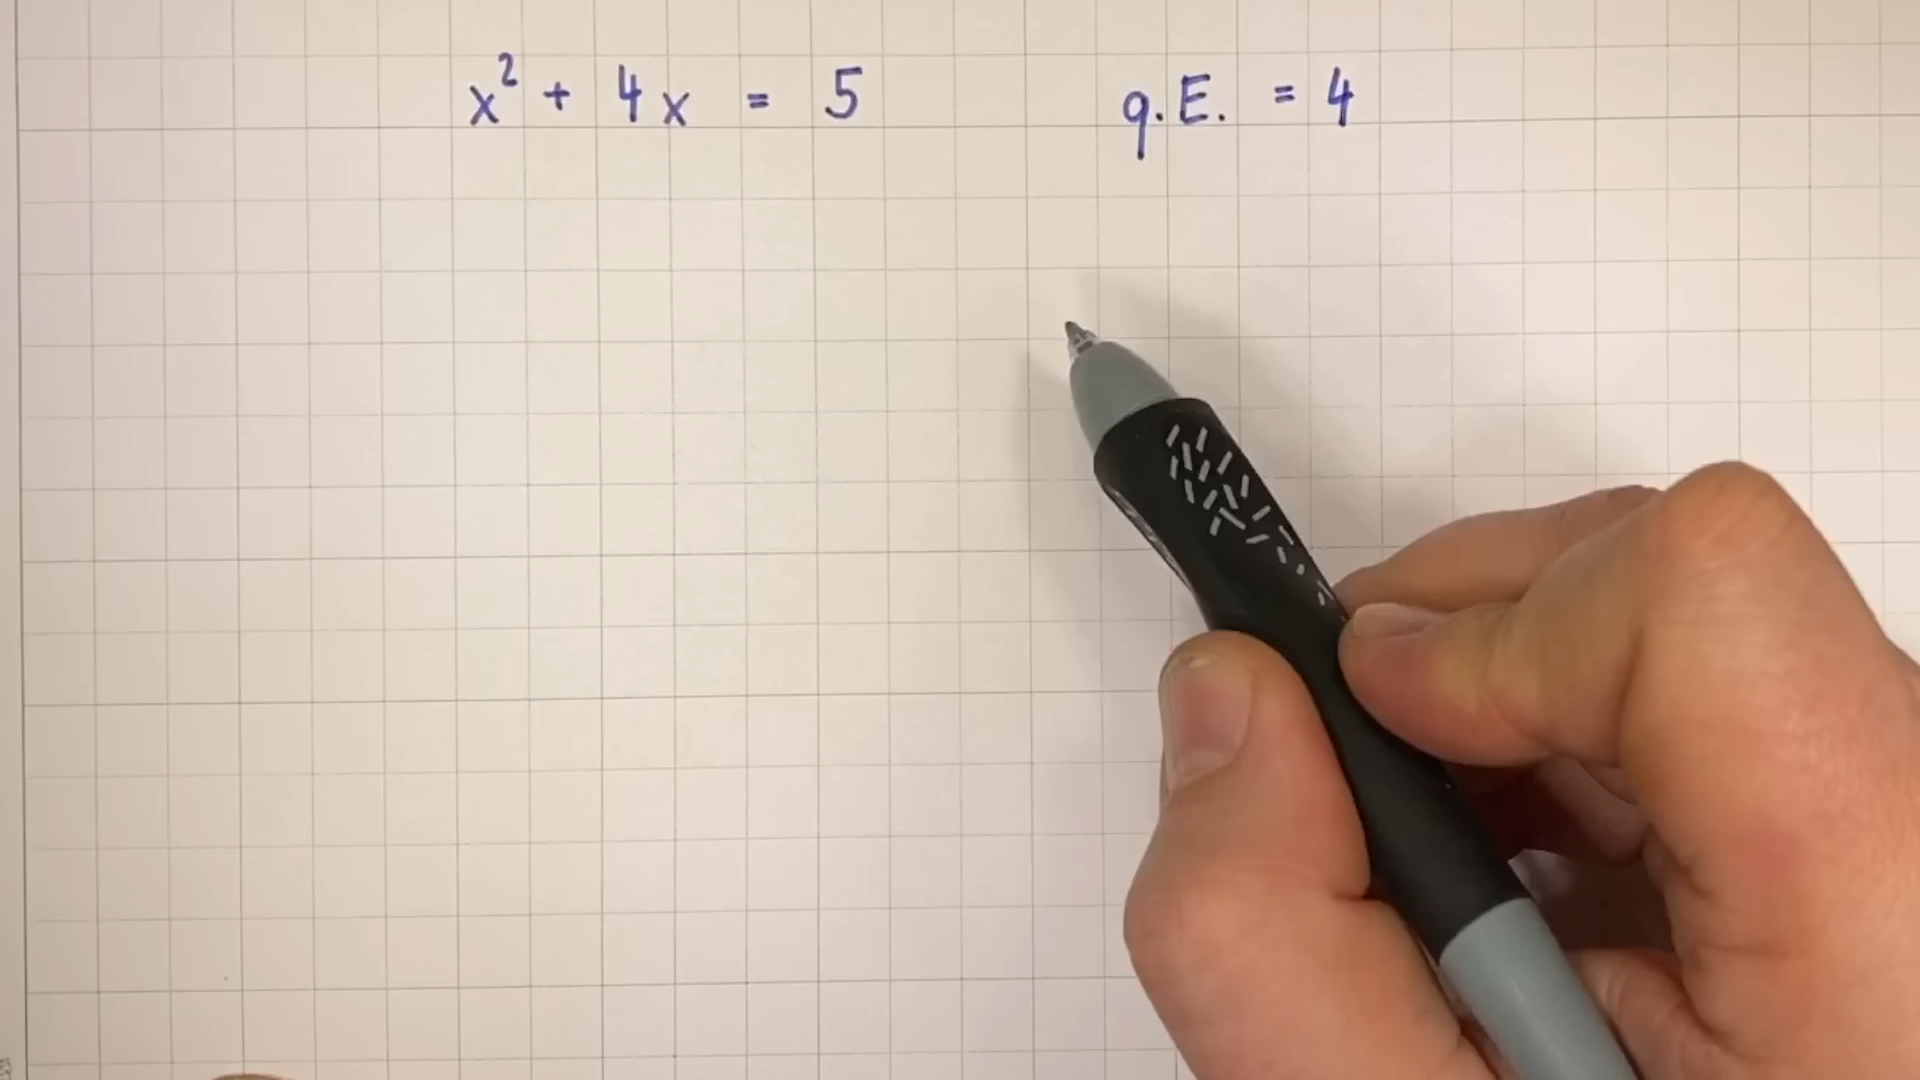 x² + 4x = 5 q.E. = 4